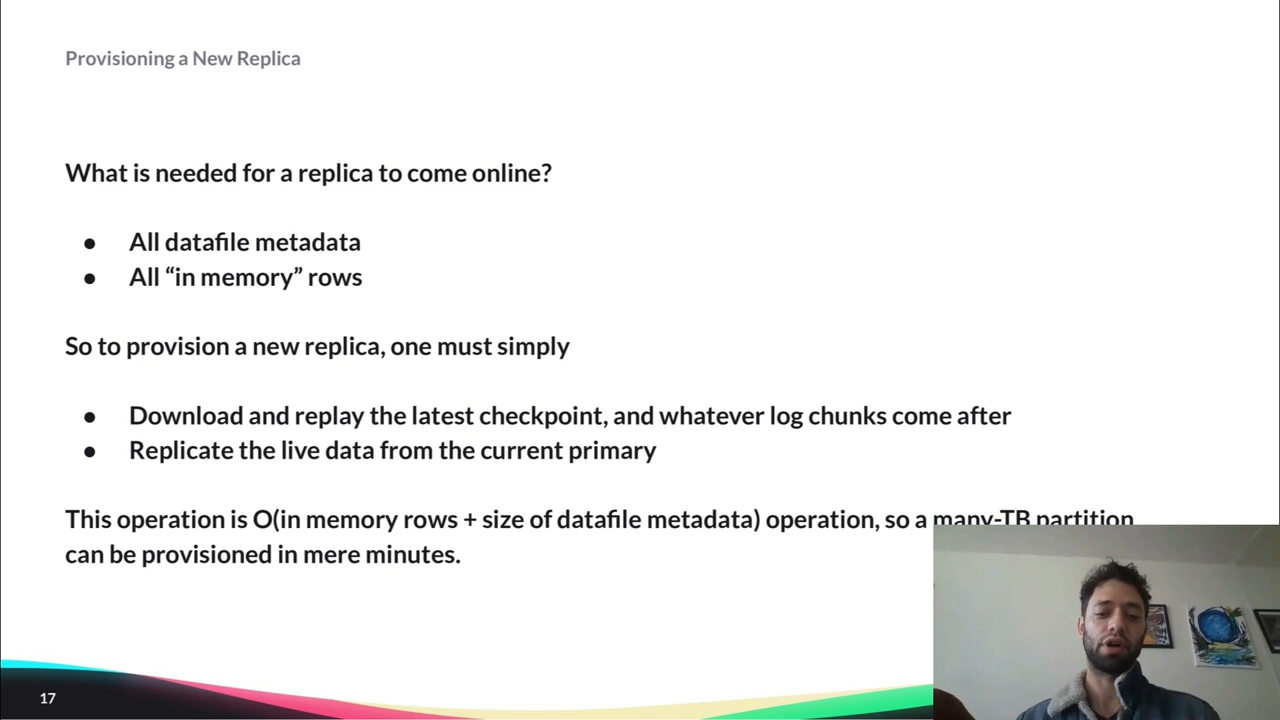 Provisioning a New Replica
What is needed for a replica to come online?
● All datafile metadata
● All “in memory” rows
So to provision a new replica, one must simply
● Download and replay the latest checkpoint, and whatever log chunks come after
● Replicate the live data from the current primary
This operation is O(in memory rows + size of datafile metadata) operation, so a many-TB partition
can be provisioned in mere minutes.
17